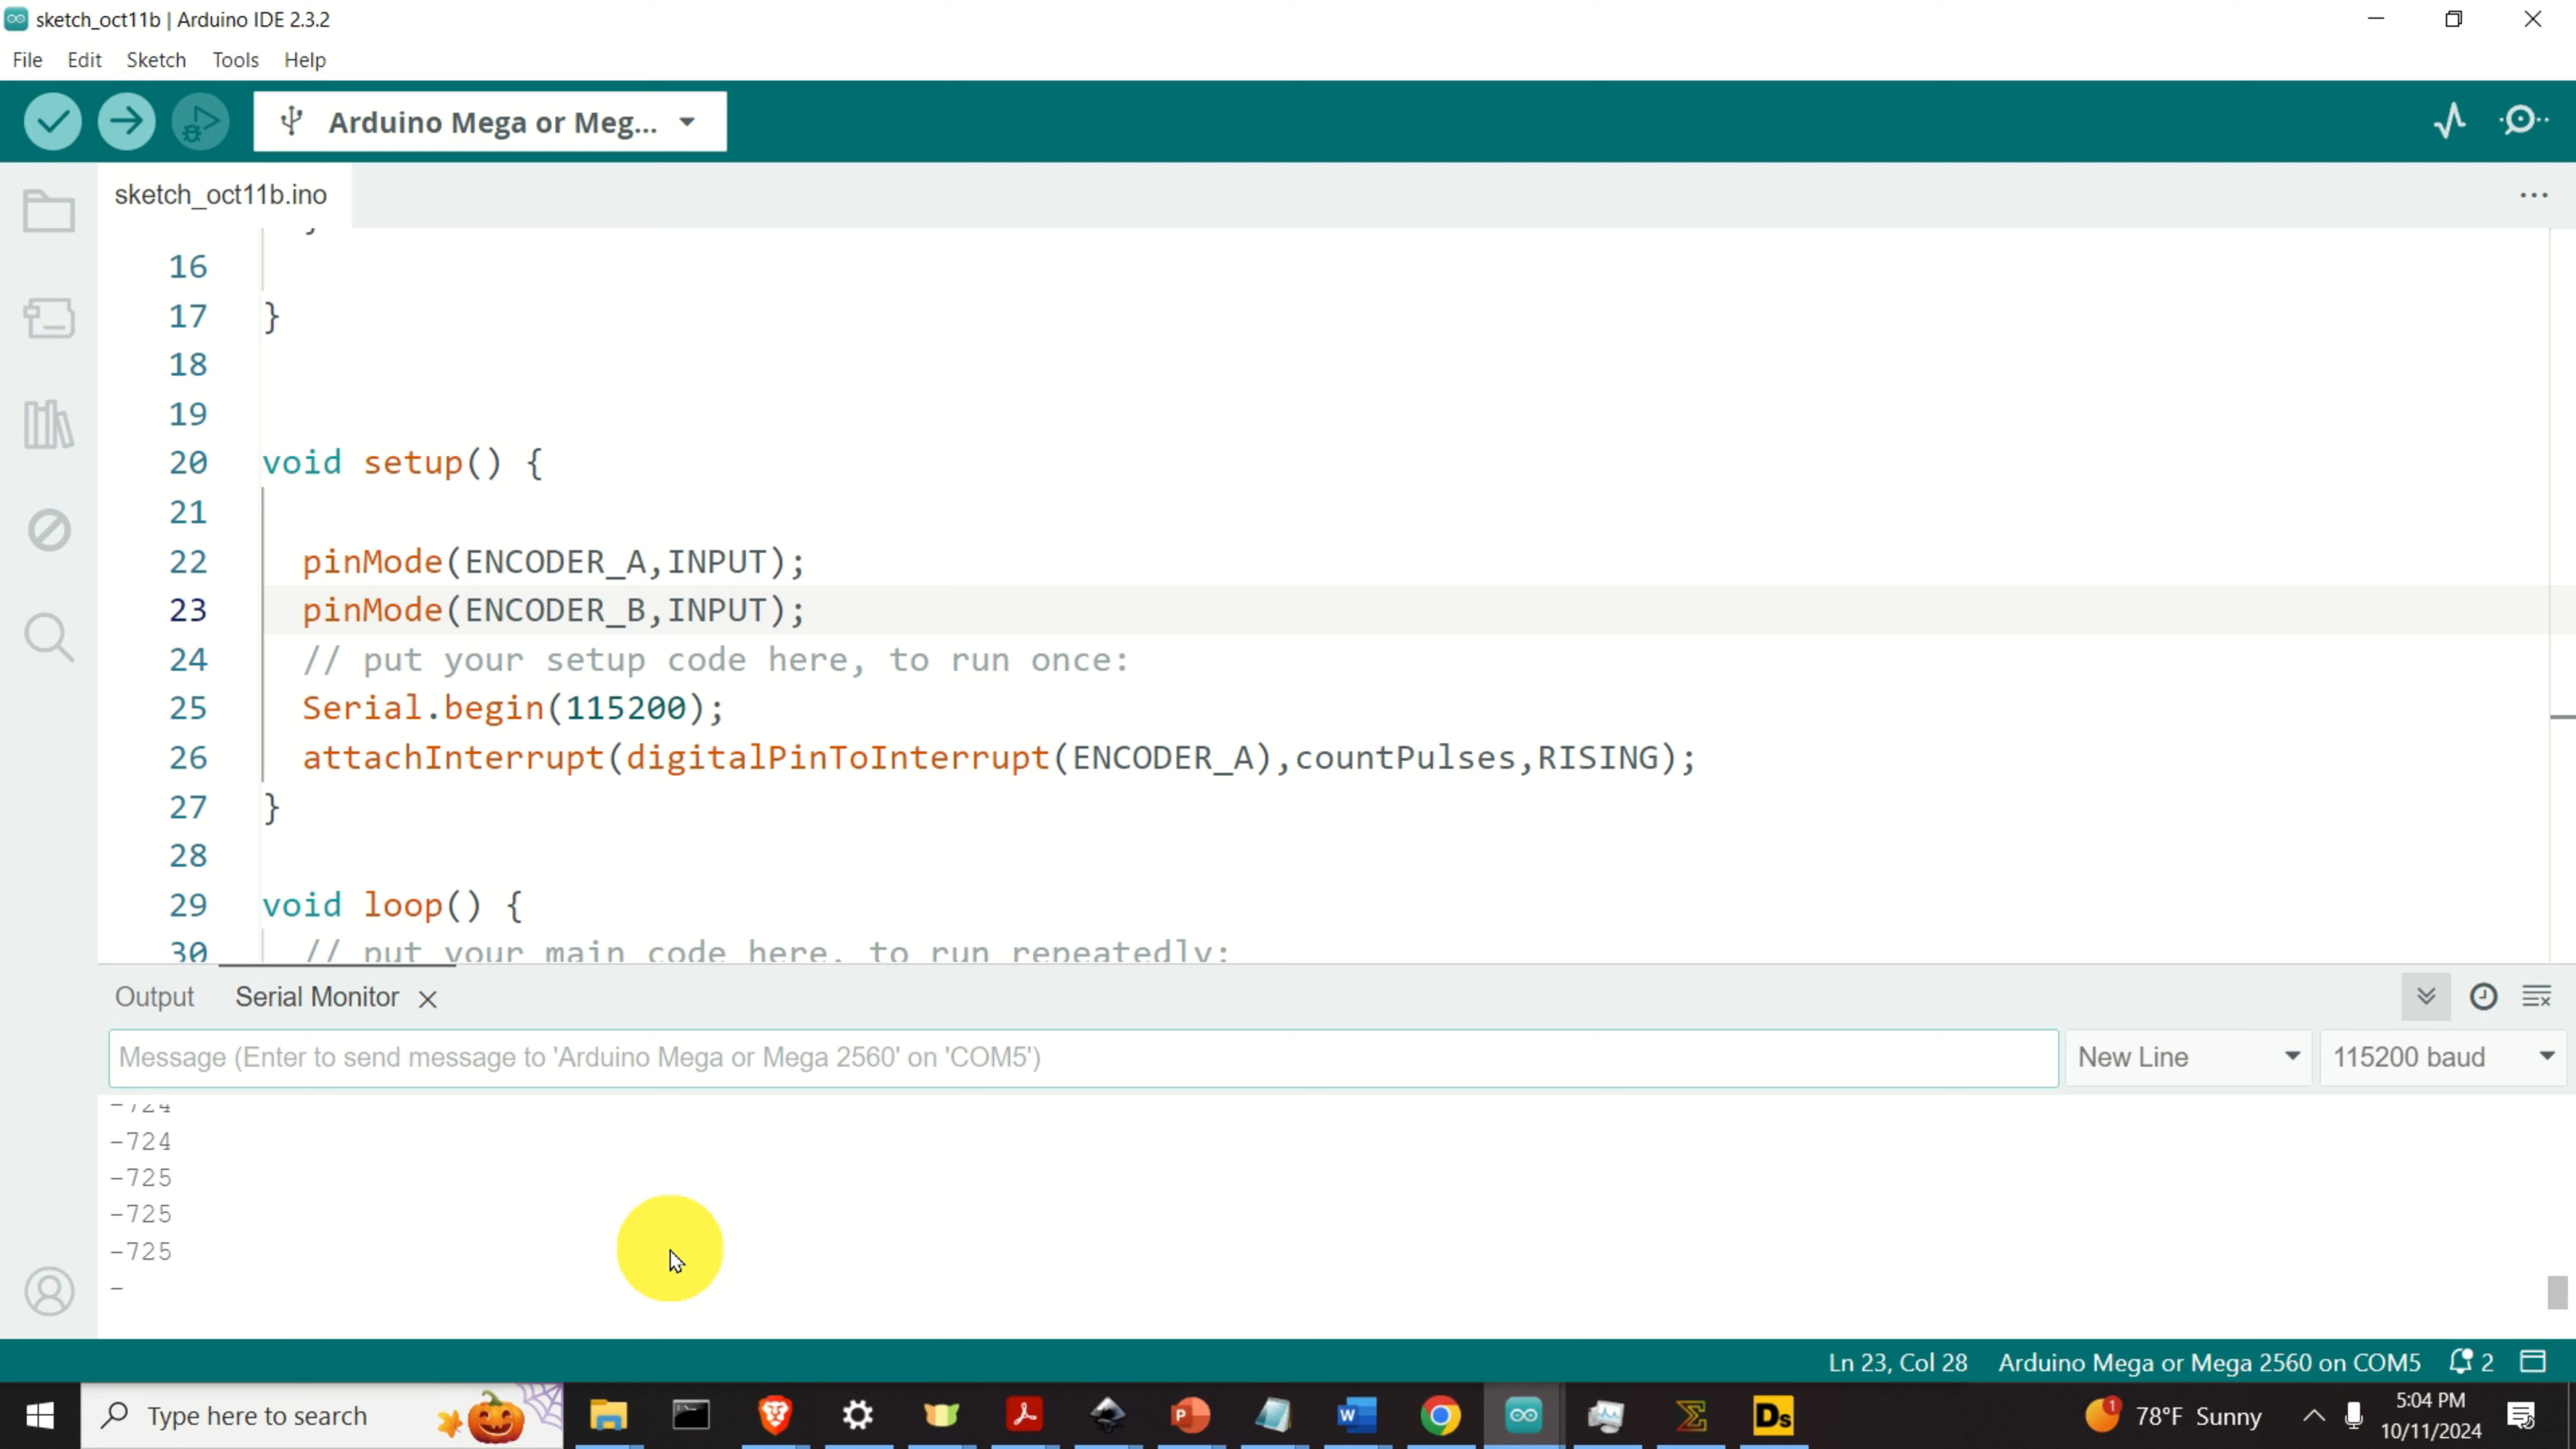 sketch_oct11b | Arduino IDE 2.3.2
File Edit Sketch Tools Help
Arduino Mega or Meg...
sketch_oct11b.ino
16
17 }
18
19
20 void setup() {
21
22 pinMode(ENCODER_A,INPUT);
23 pinMode(ENCODER_B,INPUT);
24 // put your setup code here, to run once:
25 Serial.begin(115200);
26 attachInterrupt(digitalPinToInterrupt(ENCODER_A),countPulses,RISING);
27 }
28
29 void loop() {
30 // put your main code here, to run repeatedly:
Output Serial Monitor
Message (Enter to send message to 'Arduino Mega or Mega 2560' on 'COM5') New Line 115200 baud
-724
-724
-725
-725
-725
-
Ln 23, Col 28 Arduino Mega or Mega 2560 on COM5 2
Type here to search P W Ds 1 78°F Sunny 5:04 PM
10/11/2024